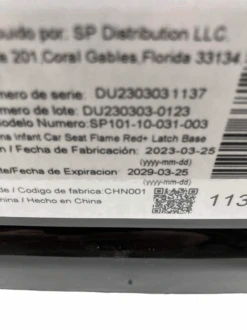 uido por: SP Distribution LLC.
e 201, Coral Gables, Florida 33134
úmero de serie: DU230303 1137
mero de lote: DU230303-0123
odelo Numero: SP101-10-031-003
ns Infant Car Seat Flame Red+ Latch Base
n / Fecha de Fabricación: 2023-03-25
(yyyy-mm-dd)
te/Fecha de Expiracion 2029-03-25
(yyyy-mm-dd)
de / Codigo de fabrica: CHN001
hina / Hecho en China
113